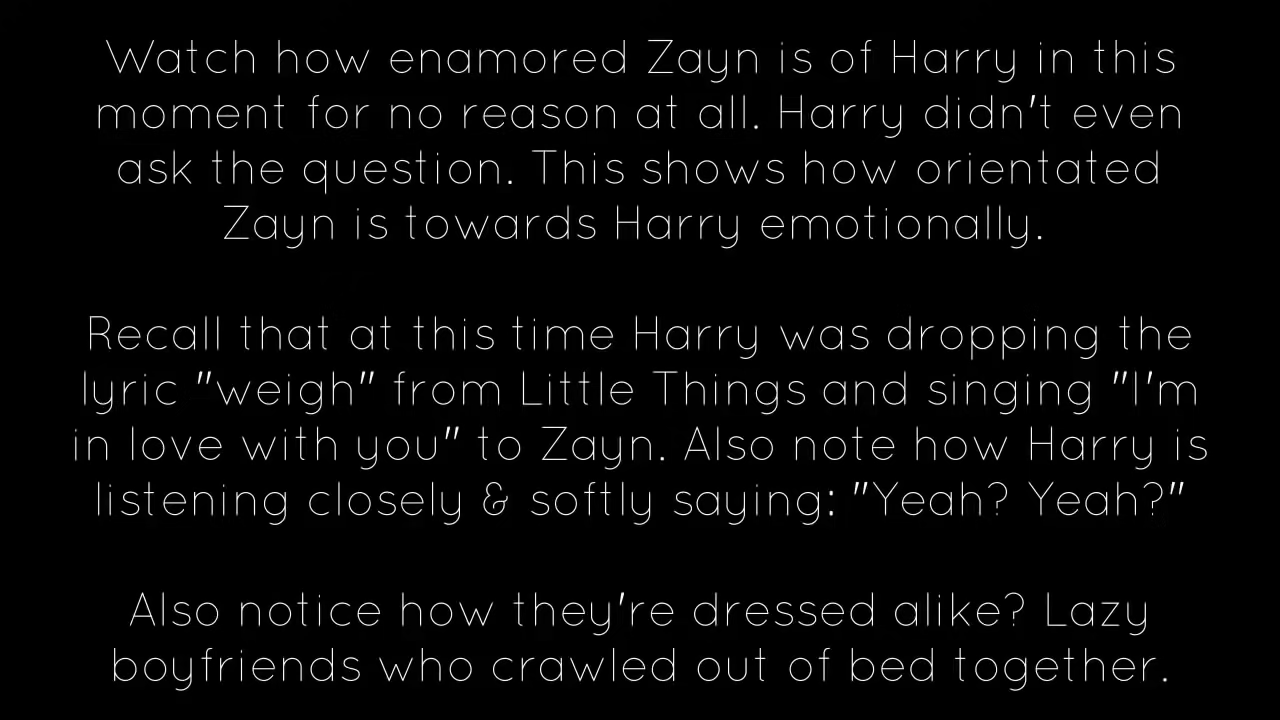 Watch how enamored Zayn is of Harry in this
moment for no reason at all. Harry didn't even
ask the question. This shows how orientated
Zayn is towards Harry emotionally.
Recall that at this time Harry was dropping the
lyric "weigh" from Little Things and singing "I'm
in love with you" to Zayn. Also note how Harry is
listening closely & softly saying: "Yeah? Yeah?"
Also notice how they're dressed alike? Lazy
boyfriends who crawled out of bed together.